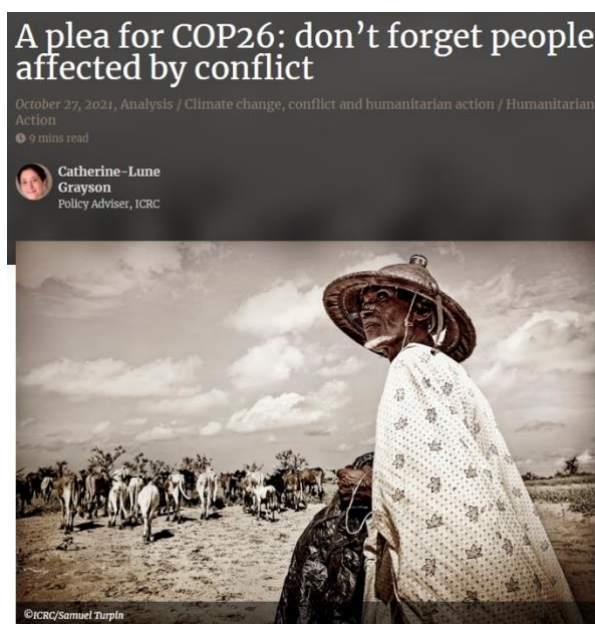 A plea for COP26: don’t forget people
affected by conflict
October 27, 2021, Analysis / Climate change, conflict and humanitarian action / Humanitarian
Action
9 mins read
Catherine-Lune
Grayson
Policy Adviser, ICRC
©ICRC/Samuel Turpin